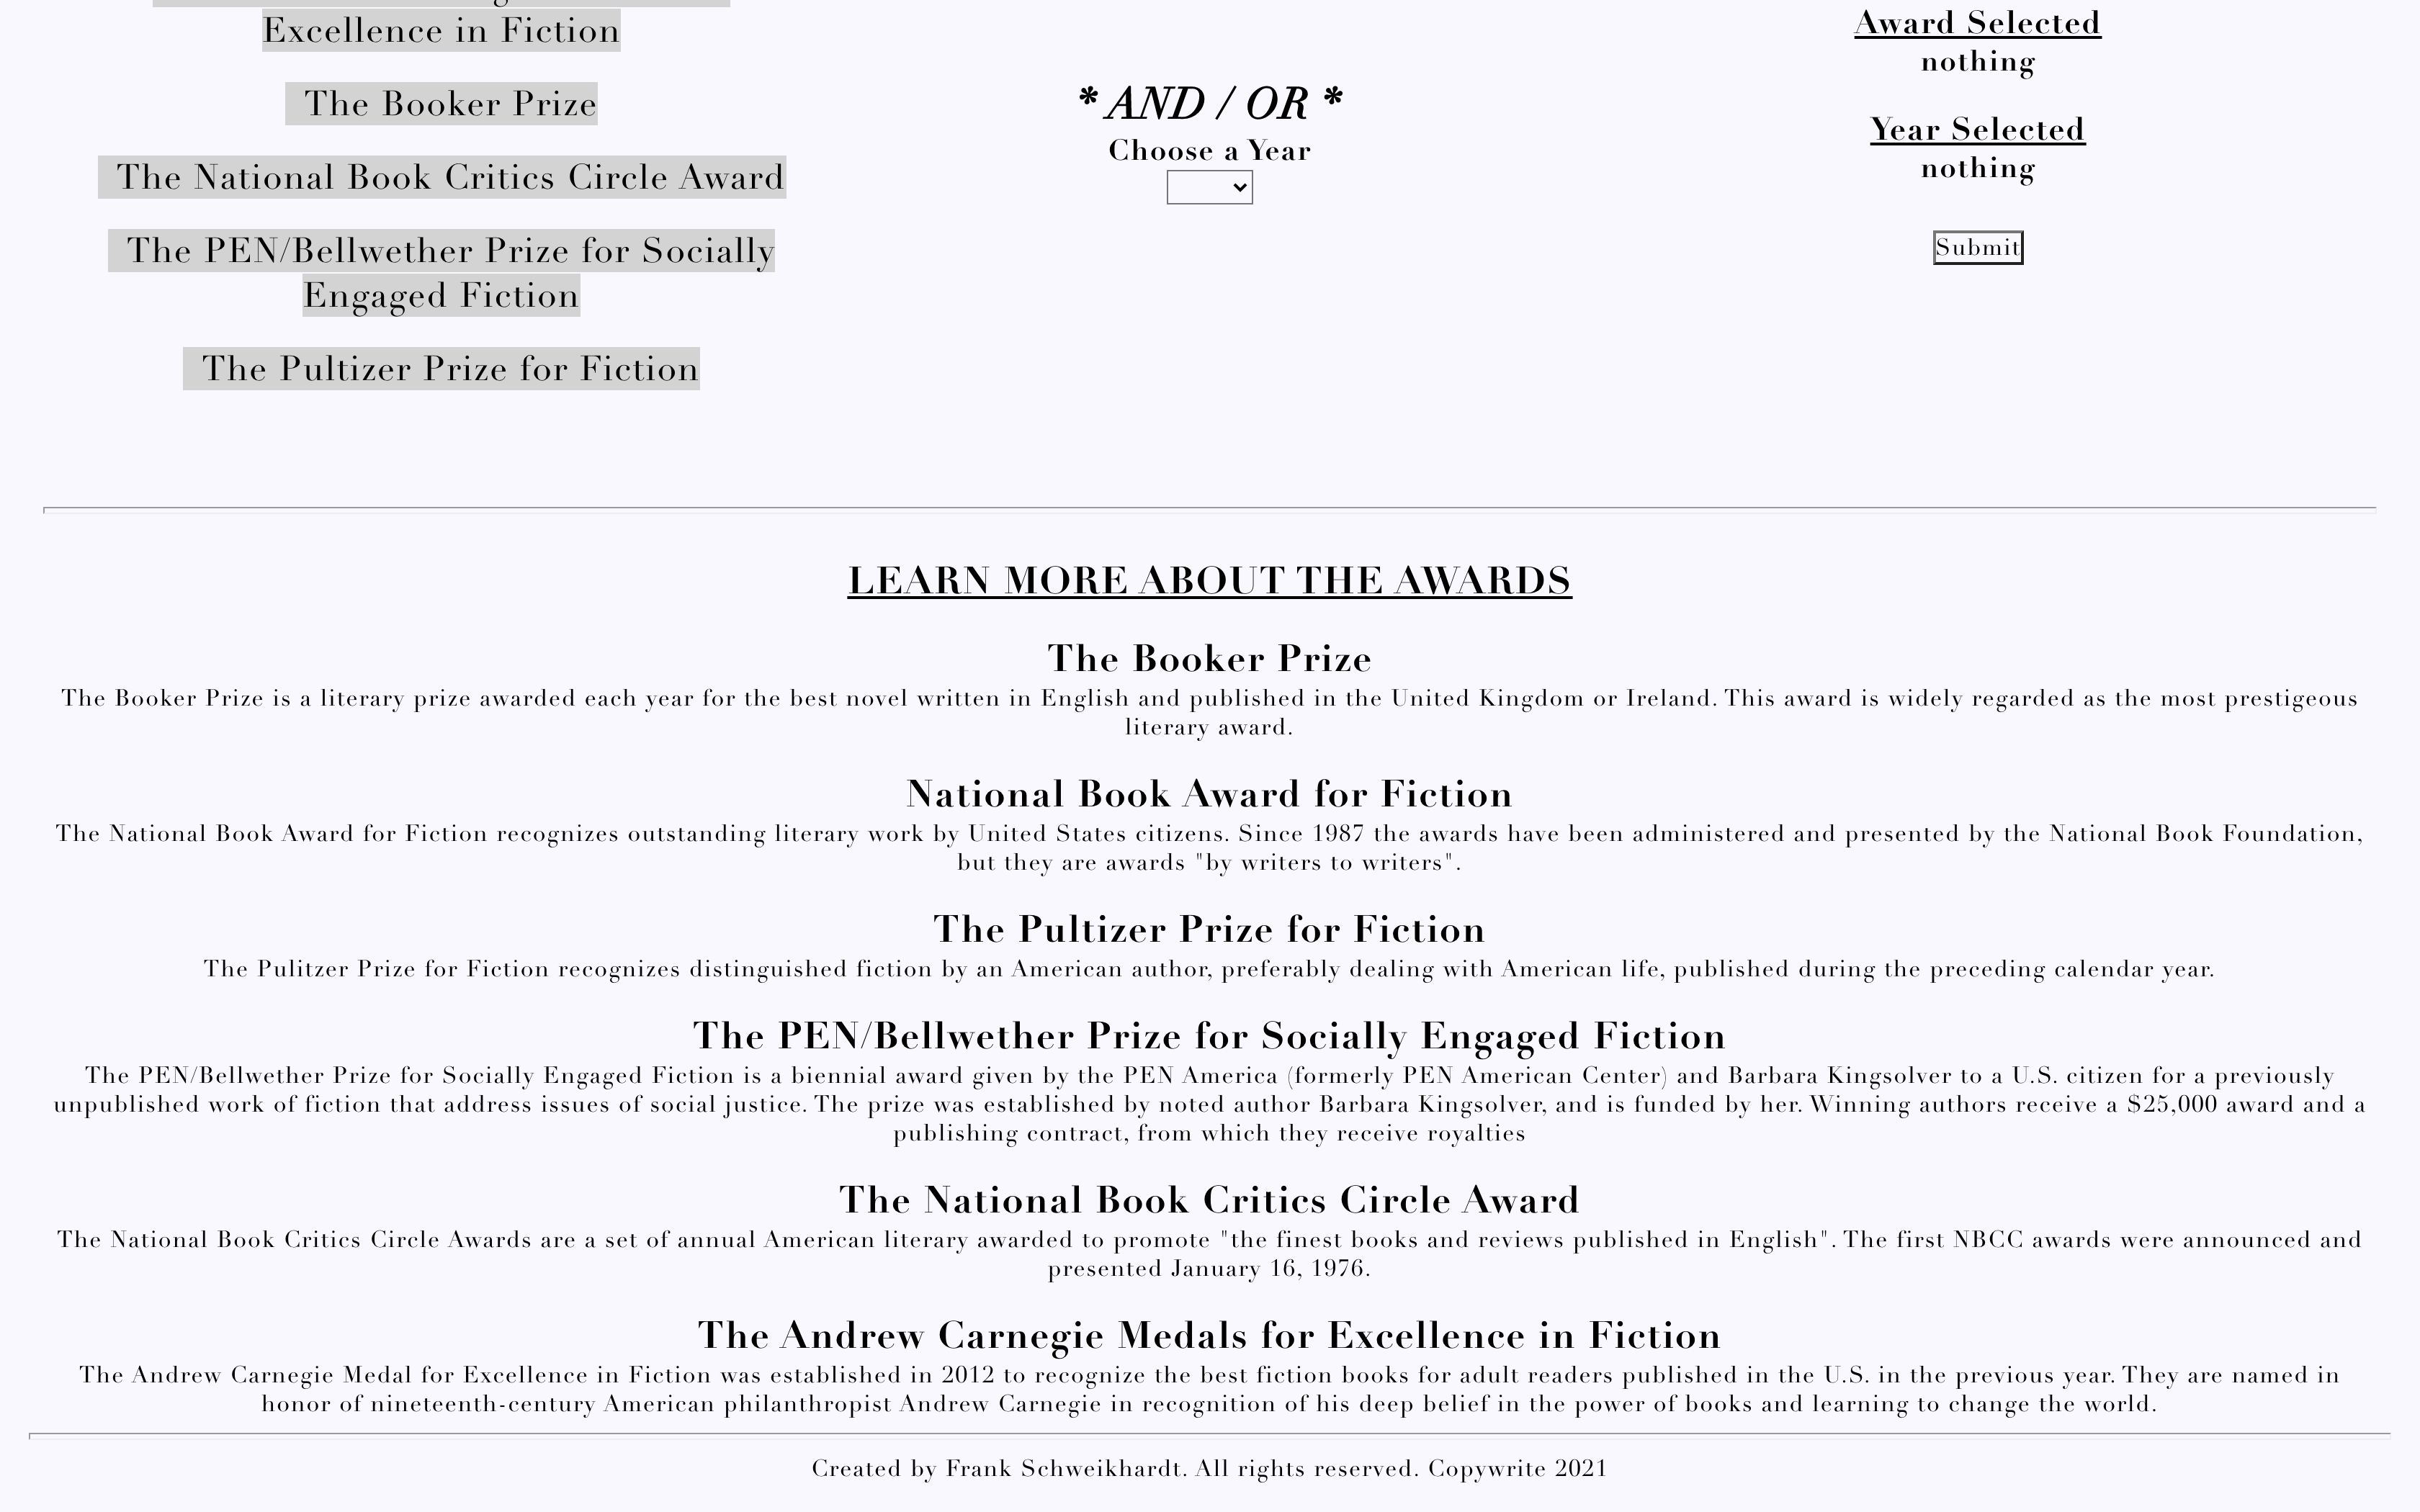 Excellence in Fiction
The Booker Prize
The National Book Critics Circle Award
The PEN/Bellwether Prize for Socially
Engaged Fiction
The Pultizer Prize for Fiction
* AND / OR *
Choose a Year
Award Selected
nothing
Year Selected
nothing
Submit
LEARN MORE ABOUT THE AWARDS
The Booker Prize
The Booker Prize is a literary prize awarded each year for the best novel written in English and published in the United Kingdom or Ireland. This award is widely regarded as the most prestigeous
literary award.
National Book Award for Fiction
The National Book Award for Fiction recognizes outstanding literary work by United States citizens. Since 1987 the awards have been administered and presented by the National Book Foundation,
but they are awards "by writers to writers".
The Pultizer Prize for Fiction
The Pulitzer Prize for Fiction recognizes distinguished fiction by an American author, preferably dealing with American life, published during the preceding calendar year.
The PEN/Bellwether Prize for Socially Engaged Fiction
The PEN/Bellwether Prize for Socially Engaged Fiction is a biennial award given by the PEN America (formerly PEN American Center) and Barbara Kingsolver to a U.S. citizen for a previously
unpublished work of fiction that address issues of social justice. The prize was established by noted author Barbara Kingsolver, and is funded by her. Winning authors receive a $25,000 award and a
publishing contract, from which they receive royalties
The National Book Critics Circle Award
The National Book Critics Circle Awards are a set of annual American literary awarded to promote "the finest books and reviews published in English". The first NBCC awards were announced and
presented January 16, 1976.
The Andrew Carnegie Medals for Excellence in Fiction
The Andrew Carnegie Medal for Excellence in Fiction was established in 2012 to recognize the best fiction books for adult readers published in the U.S. in the previous year. They are named in
honor of nineteenth-century American philanthropist Andrew Carnegie in recognition of his deep belief in the power of books and learning to change the world.
Created by Frank Schweikhardt. All rights reserved. Copywrite 2021